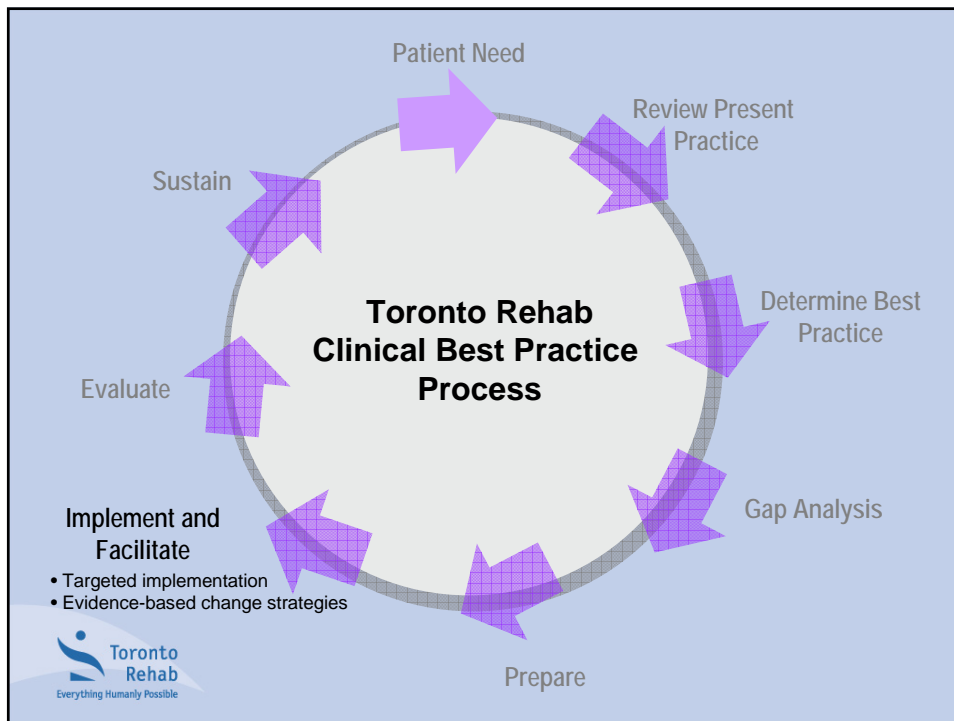 Patient Need
Review Present
Practice
Determine Best
Practice
Gap Analysis
Prepare
Implement and
Facilitate
• Targeted implementation
• Evidence-based change strategies
Evaluate
Sustain
Toronto Rehab
Clinical Best Practice
Process
Toronto
Rehab
Everything Humanly Possible